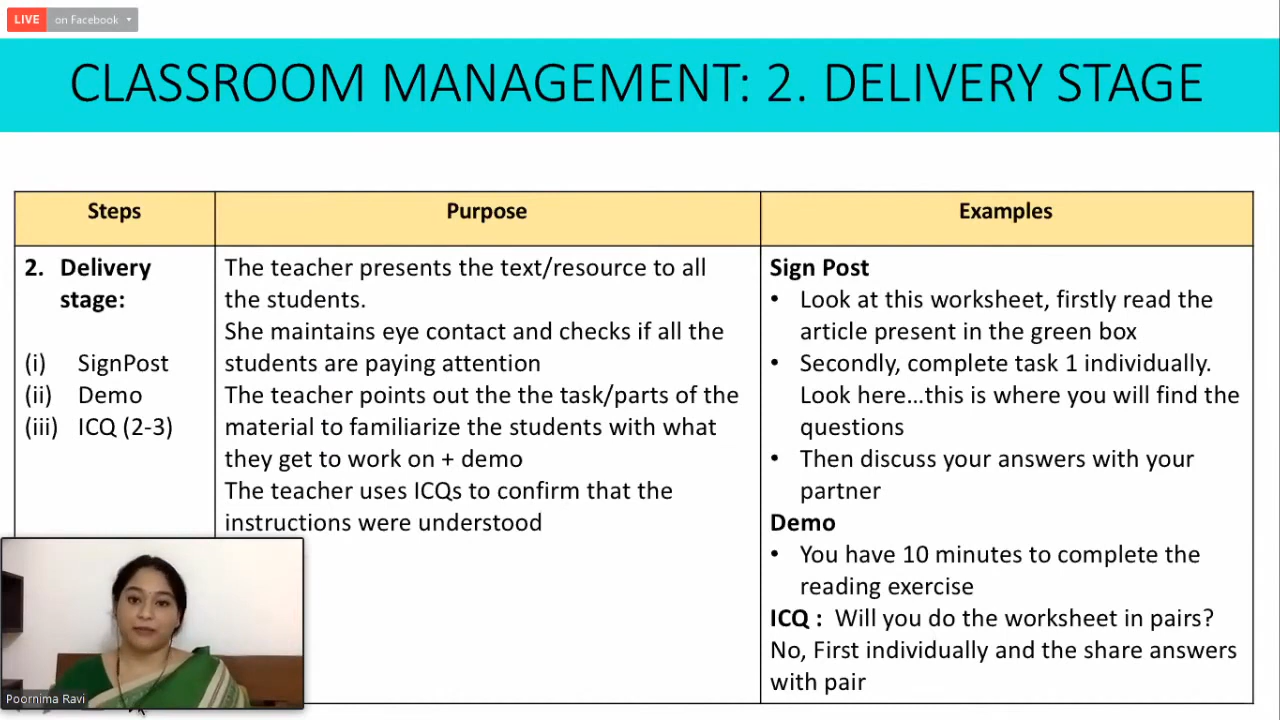 LIVE on Facebook
CLASSROOM MANAGEMENT: 2. DELIVERY STAGE
Steps
Purpose
Examples
2. Delivery
stage:
(i) SignPost
(ii) Demo
(iii) ICQ (2-3)
The teacher presents the text/resource to all
the students.
She maintains eye contact and checks if all the
students are paying attention
The teacher points out the the task/parts of the
material to familiarize the students with what
they get to work on + demo
The teacher uses ICQs to confirm that the
instructions were understood
Sign Post
• Look at this worksheet, firstly read the
article present in the green box
• Secondly, complete task 1 individually.
Look here...this is where you will find the
questions
• Then discuss your answers with your
partner
Demo
• You have 10 minutes to complete the
reading exercise
ICQ : Will you do the worksheet in pairs?
No, First individually and the share answers
with pair
Poornima Ravi